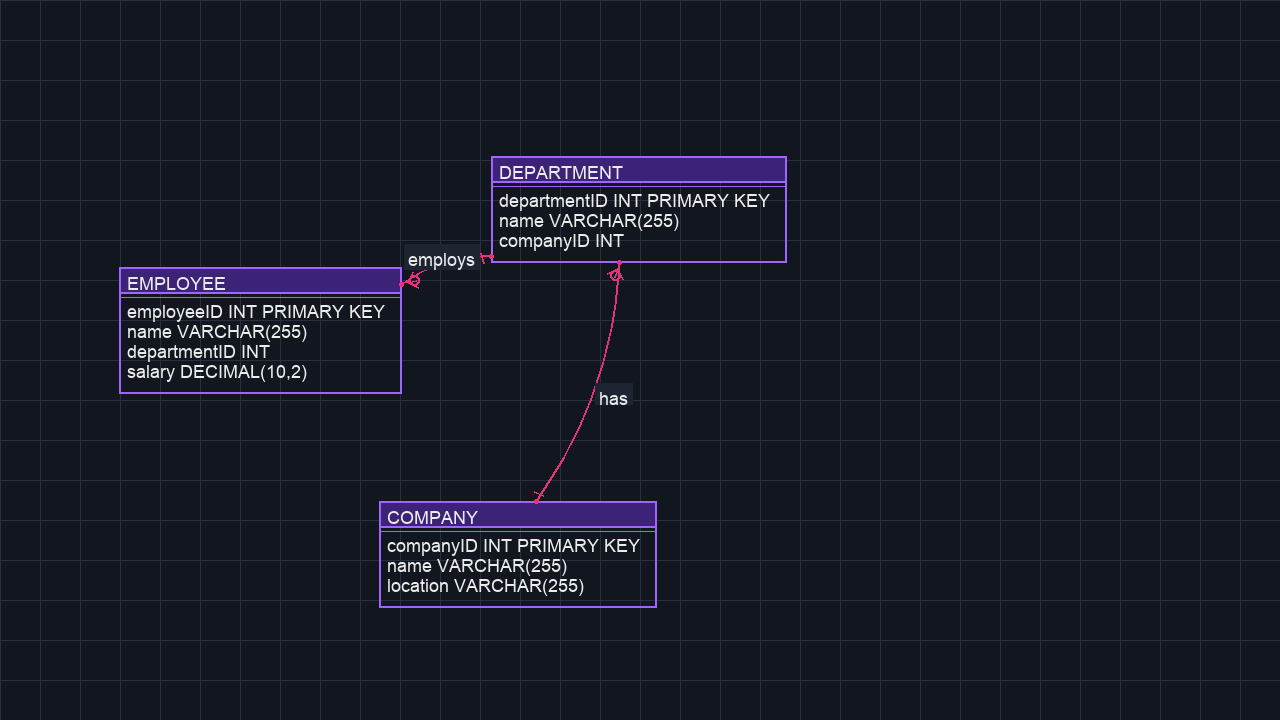 DEPARTMENT
departmentID INT PRIMARY KEY
name VARCHAR(255)
companyID INT
employs
EMPLOYEE
employeeID INT PRIMARY KEY
name VARCHAR(255)
departmentID INT
salary DECIMAL(10,2)
has
COMPANY
companyID INT PRIMARY KEY
name VARCHAR(255)
location VARCHAR(255)